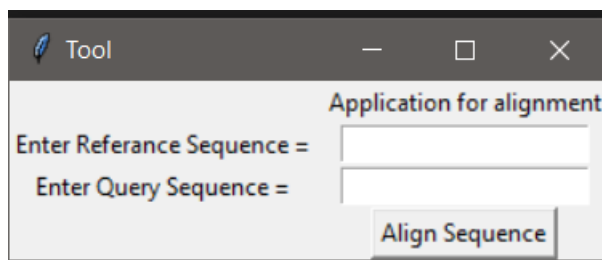 Tool
Application for alignment
Enter Referance Sequence =
Enter Query Sequence =
Align Sequence